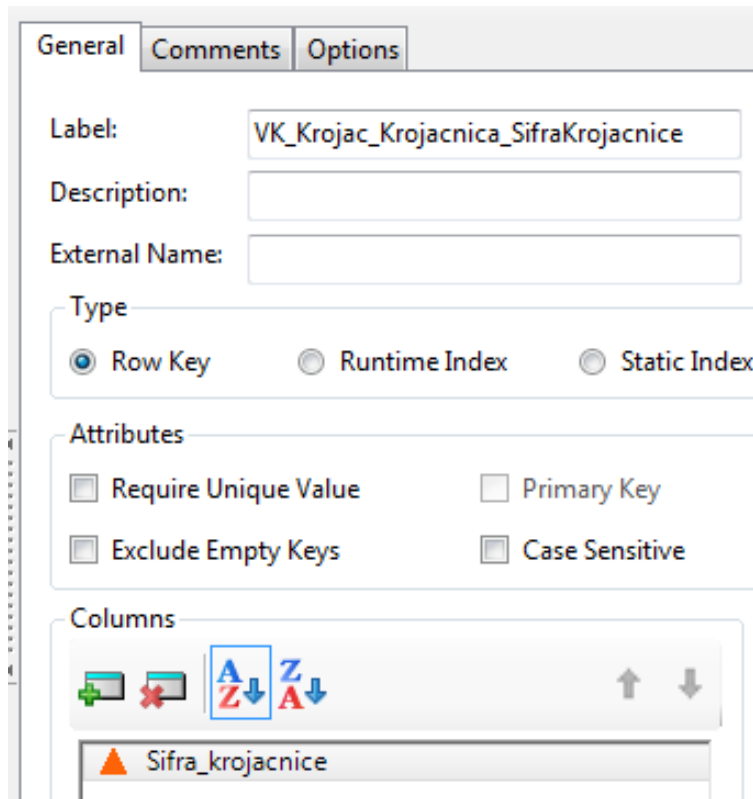 General Comments Options
Label: VK_Krojac_Krojacnica_SifraKrojacnice
Description:
External Name:
Type
Row Key Runtime Index Static Index
Attributes
Require Unique Value Primary Key
Exclude Empty Keys Case Sensitive
Columns
A Z Z A
Sifra_krojacnice